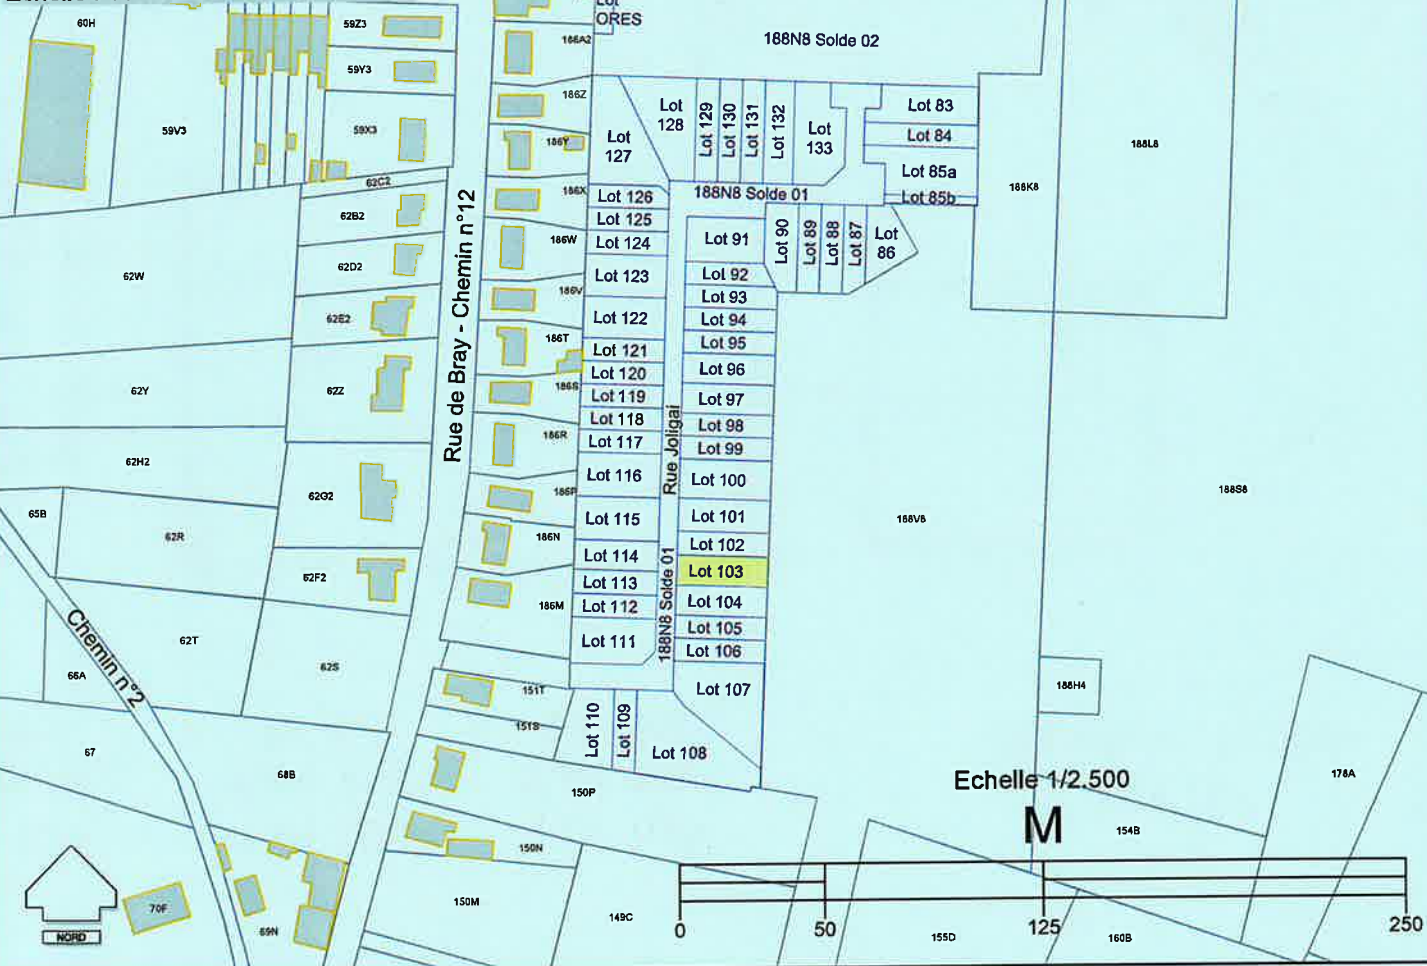 60H
59Z3
59Y3
59V3
59X3
62C2
62B2
62W
62D2
62E2
62Y
62Z
62H2
62G2
65B
62R
62F2
62T
66A
62S
67
68B
70F
69N
NORD
Chemin n°2
Rue de Bray - Chemin n°12
ORES
186A2
186Z
186Y
186X
186W
186V
186T
186S
186R
186P
186N
186M
151T
151S
150P
150N
150M
149C
188N8 Solde 02
Lot
127
Lot
128
Lot 129
Lot 130
Lot 131
Lot 132
Lot
133
Lot 83
Lot 84
Lot 85a
Lot 85b
188K8
188L8
188N8 Solde 01
Lot 126
Lot 125
Lot 124
Lot 123
Lot 122
Lot 121
Lot 120
Lot 119
Lot 118
Lot 117
Lot 116
Lot 115
Lot 114
Lot 113
Lot 112
Lot 111
Lot 110
Lot 109
Lot 108
Rue Joligai
188N8 Solde 01
Lot 91
Lot 90
Lot 89
Lot 88
Lot 87
Lot
86
Lot 92
Lot 93
Lot 94
Lot 95
Lot 96
Lot 97
Lot 98
Lot 99
Lot 100
Lot 101
Lot 102
Lot 103
Lot 104
Lot 105
Lot 106
Lot 107
188V8
188S8
188H4
178A
154B
155D
160B
Echelle 1/2.500
M
0
50
125
250